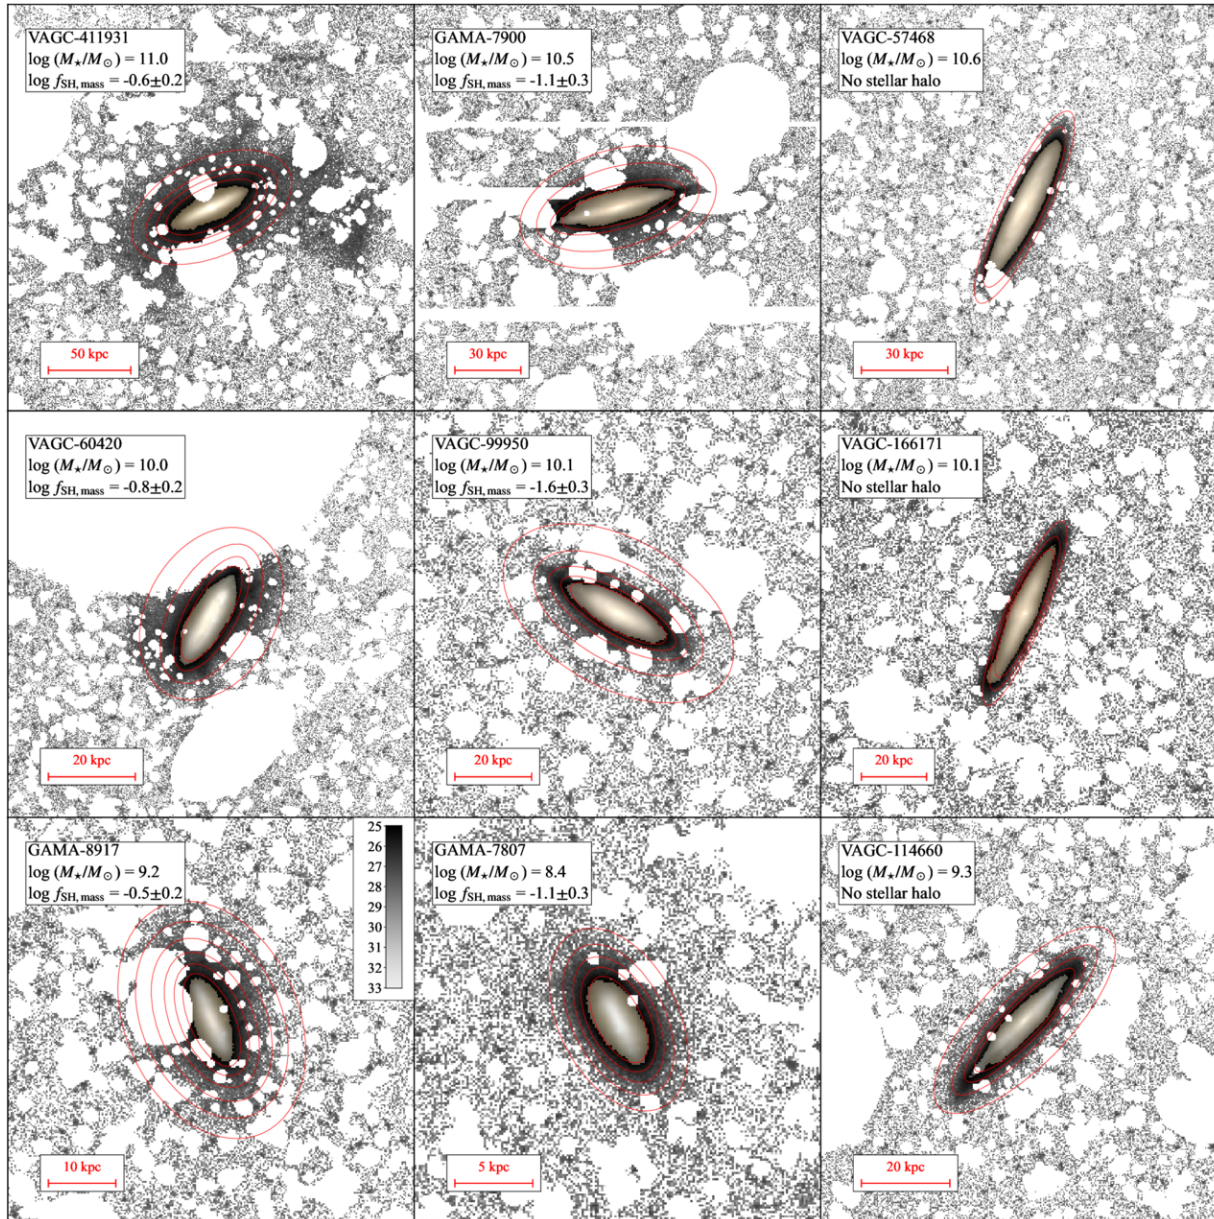 VAGC-411931
log (M⋆/M⊙) = 11.0
log fSH, mass = -0.6±0.2
50 kpc
GAMA-7900
log (M⋆/M⊙) = 10.5
log fSH, mass = -1.1±0.3
30 kpc
VAGC-57468
log (M⋆/M⊙) = 10.6
No stellar halo
30 kpc
VAGC-60420
log (M⋆/M⊙) = 10.0
log fSH, mass = -0.8±0.2
20 kpc
VAGC-99950
log (M⋆/M⊙) = 10.1
log fSH, mass = -1.6±0.3
20 kpc
VAGC-166171
log (M⋆/M⊙) = 10.1
No stellar halo
20 kpc
GAMA-8917
log (M⋆/M⊙) = 9.2
log fSH, mass = -0.5±0.2
25
26
27
28
29
30
31
32
33
10 kpc
GAMA-7807
log (M⋆/M⊙) = 8.4
log fSH, mass = -1.1±0.3
5 kpc
VAGC-114660
log (M⋆/M⊙) = 9.3
No stellar halo
20 kpc